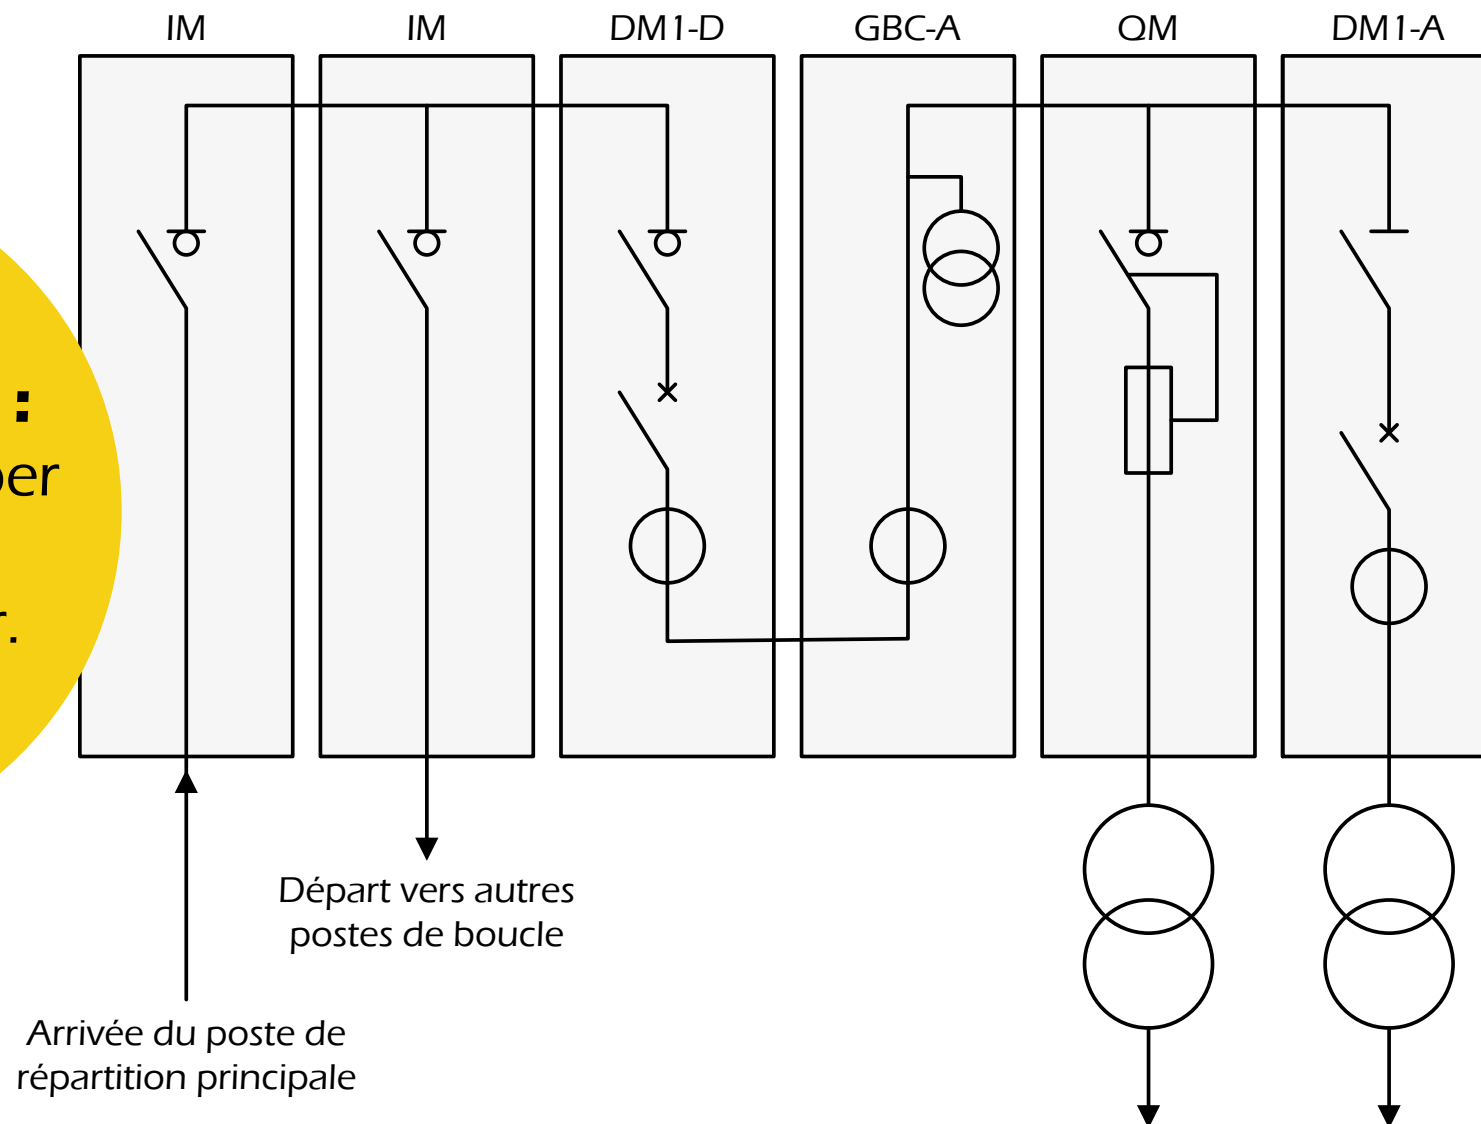 IM
IM
DM1-D
GBC-A
QM
DM1-A
:
Départ vers autres
postes de boucle
Arrivée du poste de
répartition principale